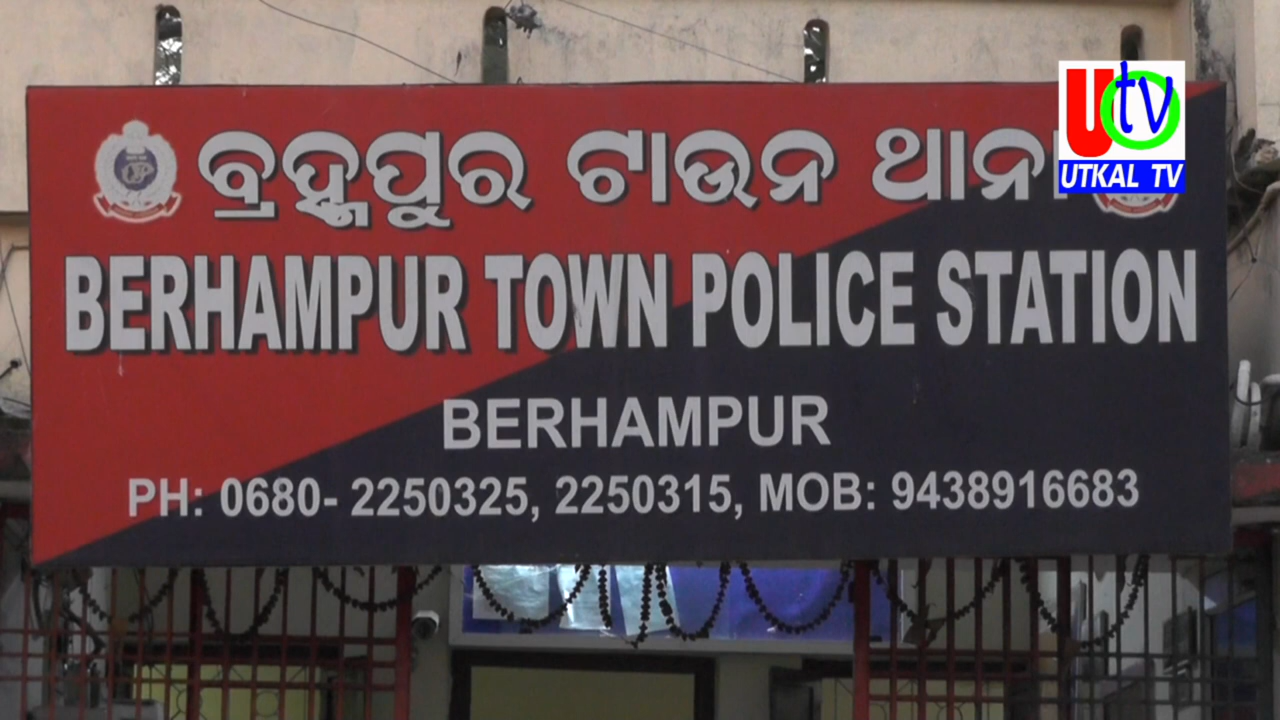 ବ୍ରହ୍ମପୁର ଟାଉନ ଥାନା
BERHAMPUR TOWN POLICE STATION
BERHAMPUR
PH: 0680- 2250325, 2250315, MOB: 9438916683
Utv
UTKAL TV